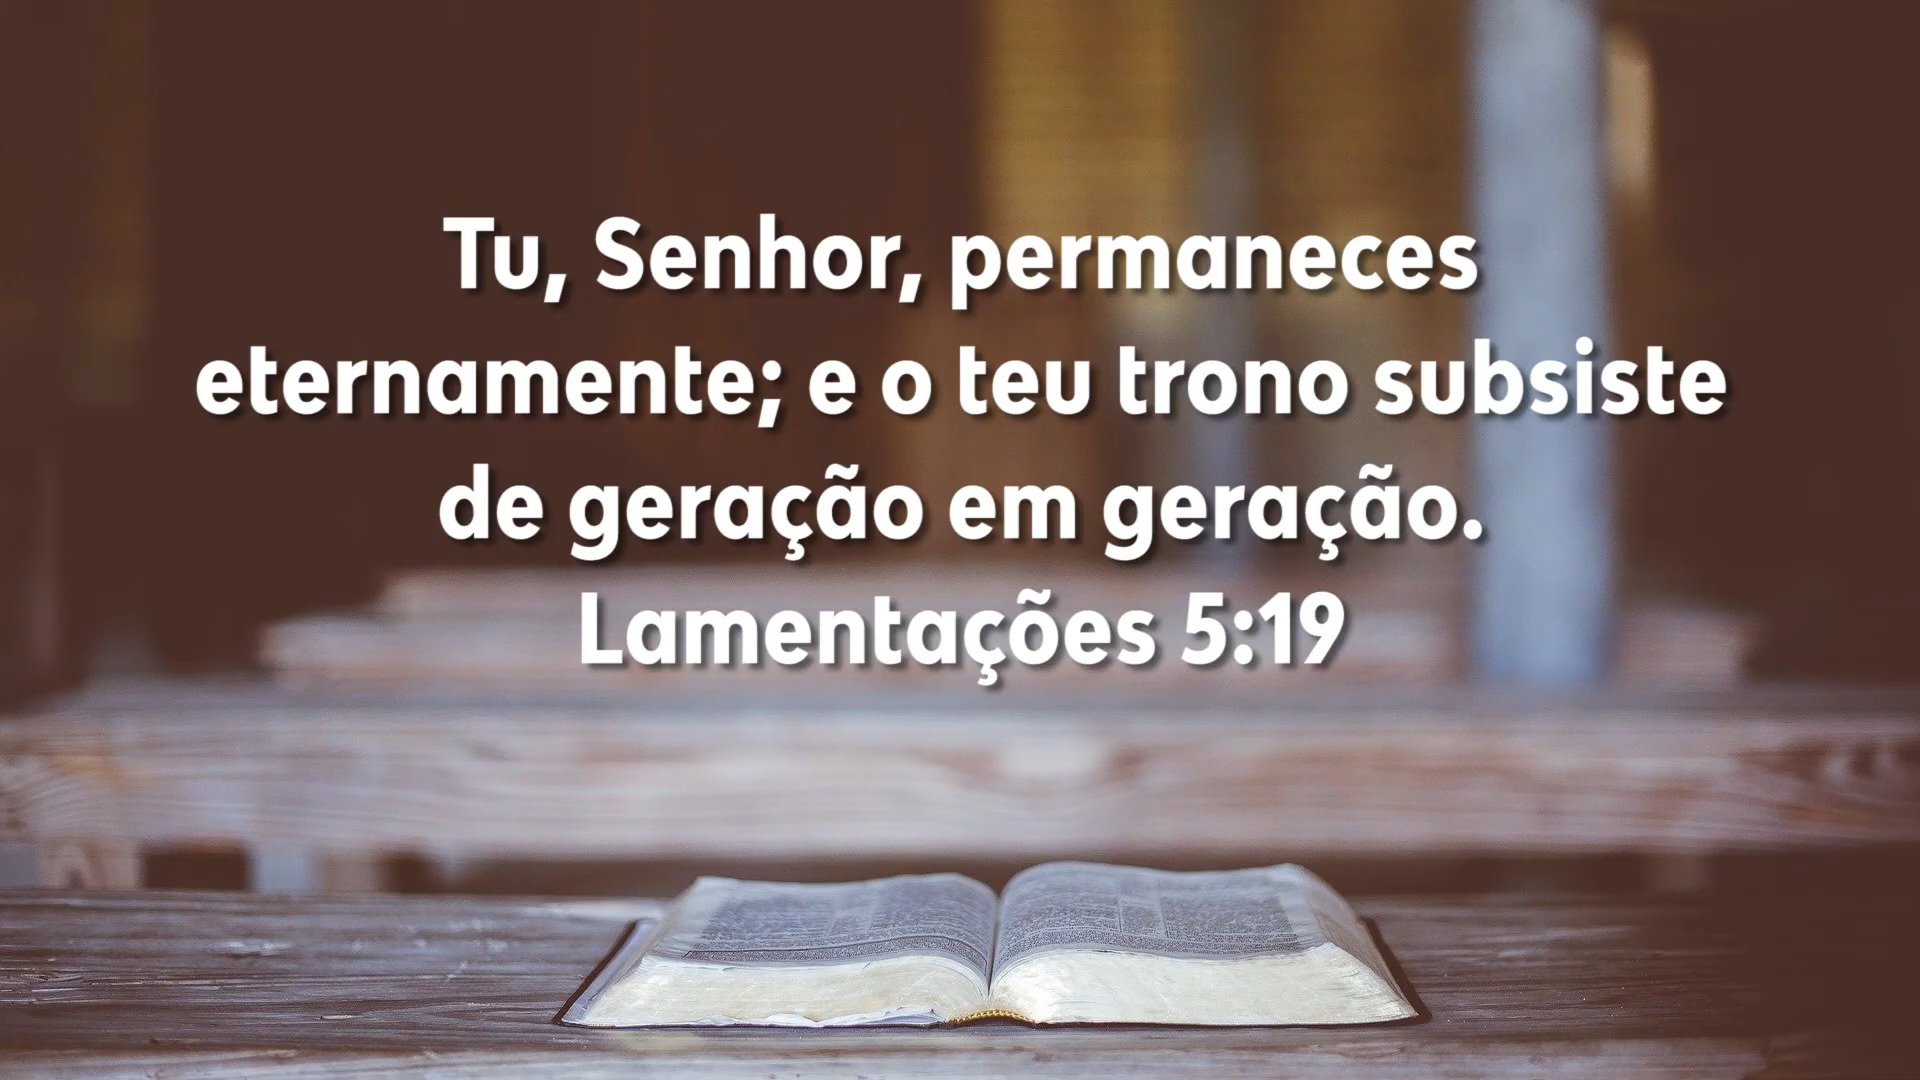 Tu, Senhor, permaneces
eternamente; e o teu trono subsiste
de geração em geração.
Lamentações 5:19